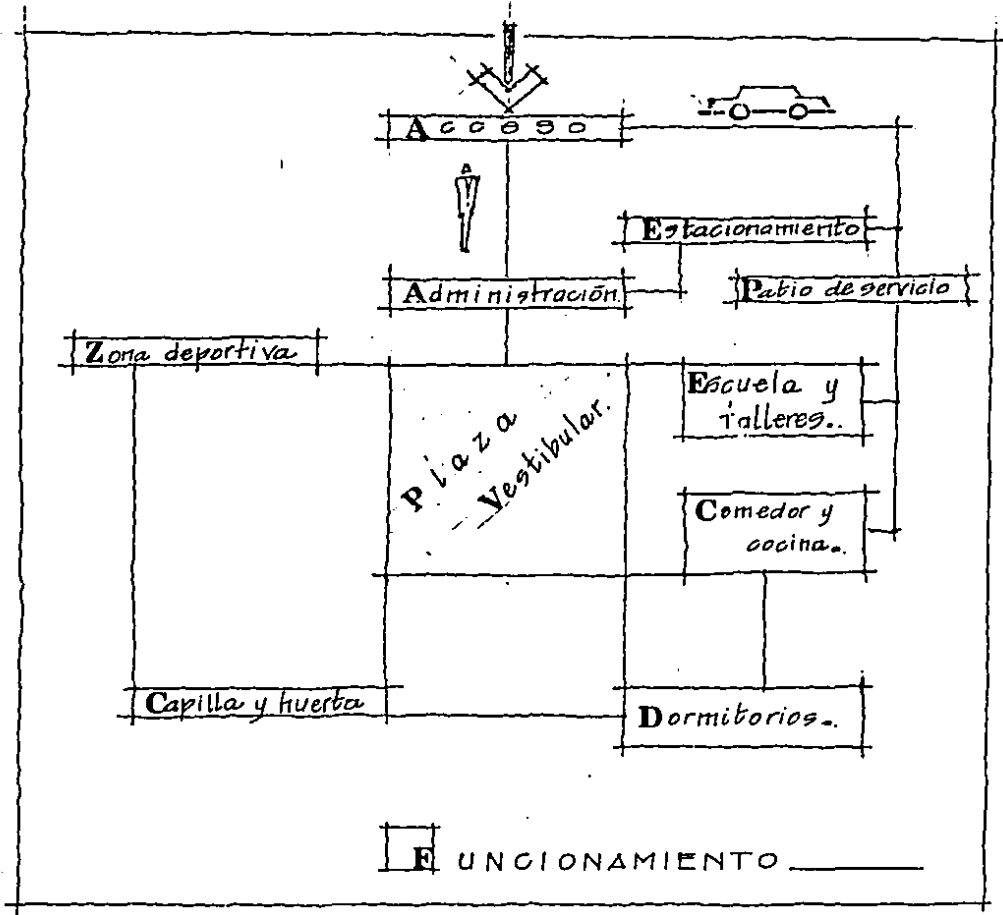 Acceso
Estacionamiento
Administración.
Patio de servicio
Zona deportiva
Escuela y
Talleres..
Plaza
Vestibular.
Comedor y
cocina..
Capilla y huerta
Dormitorios..
FUNCIONAMIENTO